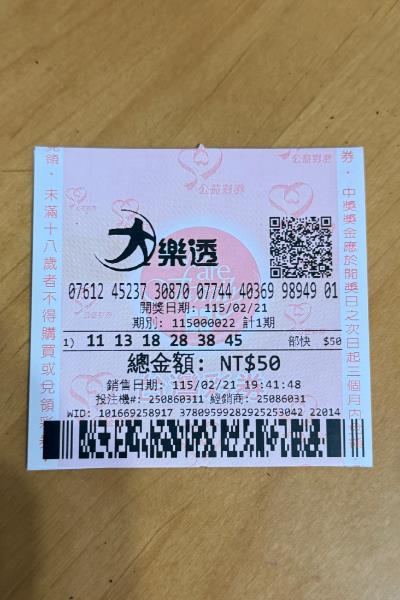 公益彩券
大樂透
07612 45237 30870 07744 40369 98949 01
開獎日期: 115/02/21
期別: 115000022 計1期
1) 11 13 18 28 38 45 部快 $50
總金額: NT$50
銷售日期: 115/02/21 19:41:48
投注機#: 250860311 經銷商: 25086031
WID: 101669258917 37809599282925253042 22014
兌領．未滿十八歲者不得購買或兌領彩券
券．中獎獎金應於開獎日之次日起三個月內